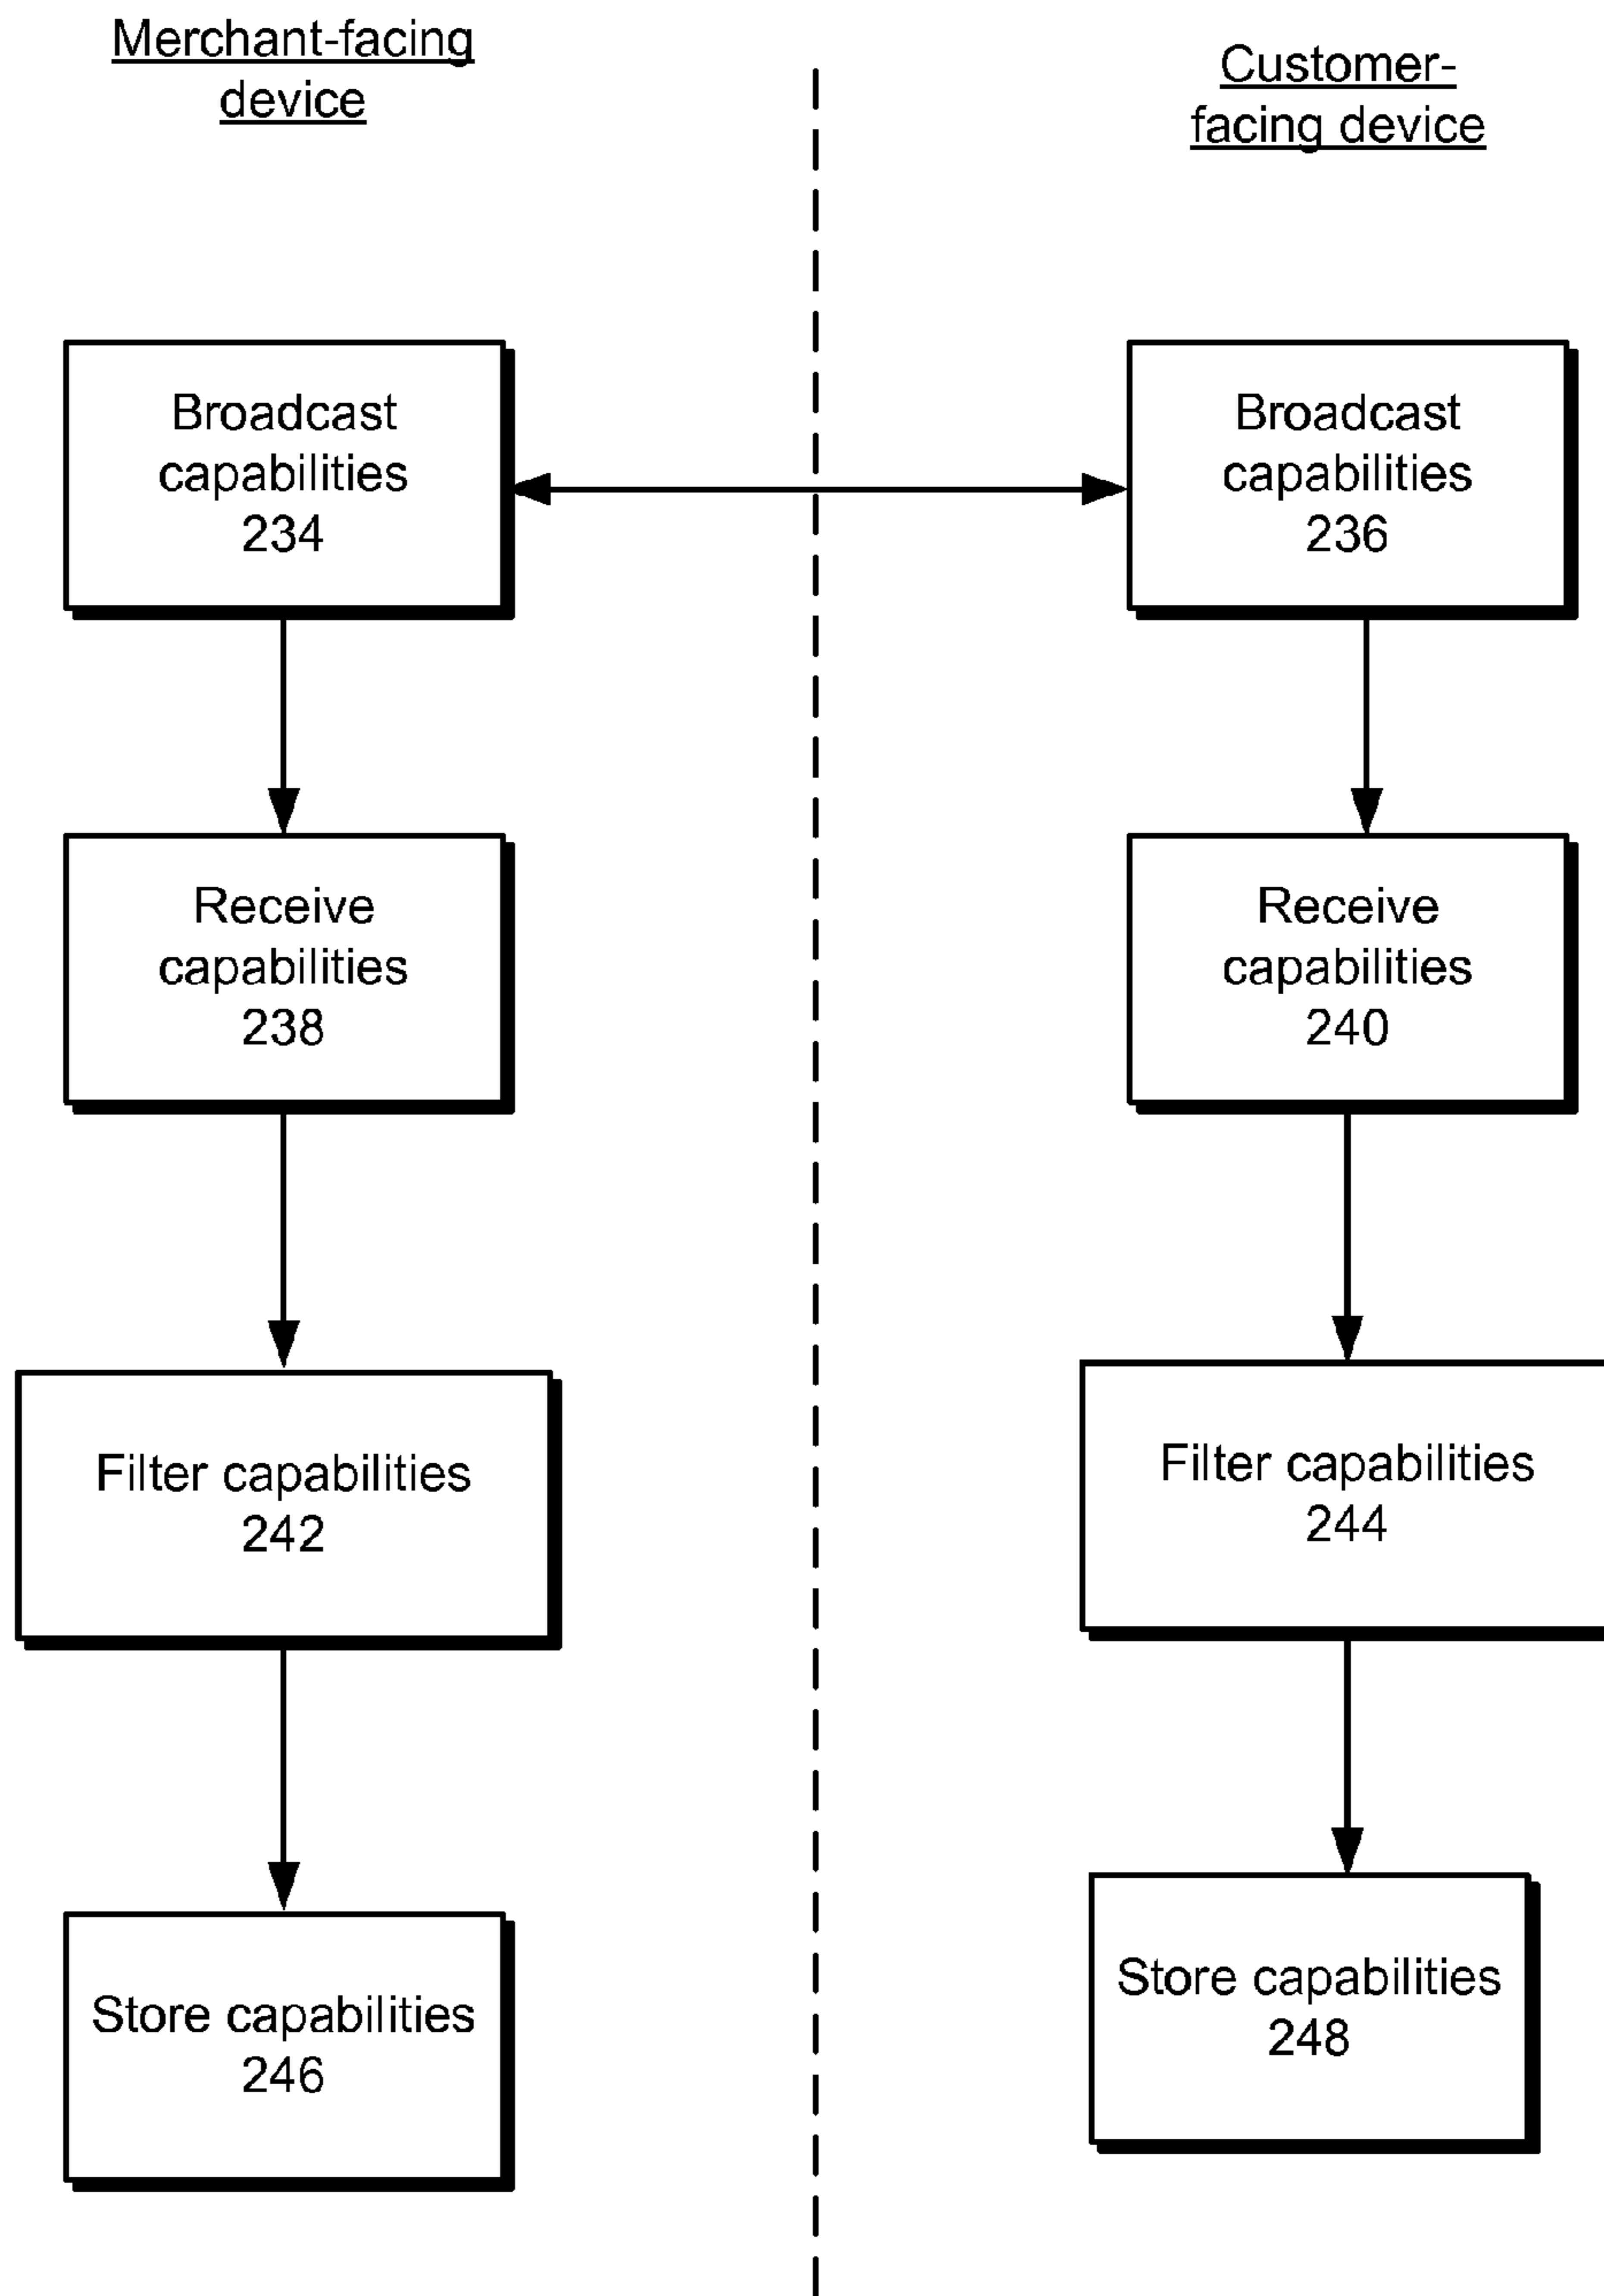 Merchant-facing
device
Customer-
facing device
Broadcast
capabilities
234
Broadcast
capabilities
236
Receive
capabilities
238
Receive
capabilities
240
Filter capabilities
242
Filter capabilities
244
Store capabilities
246
Store capabilities
248